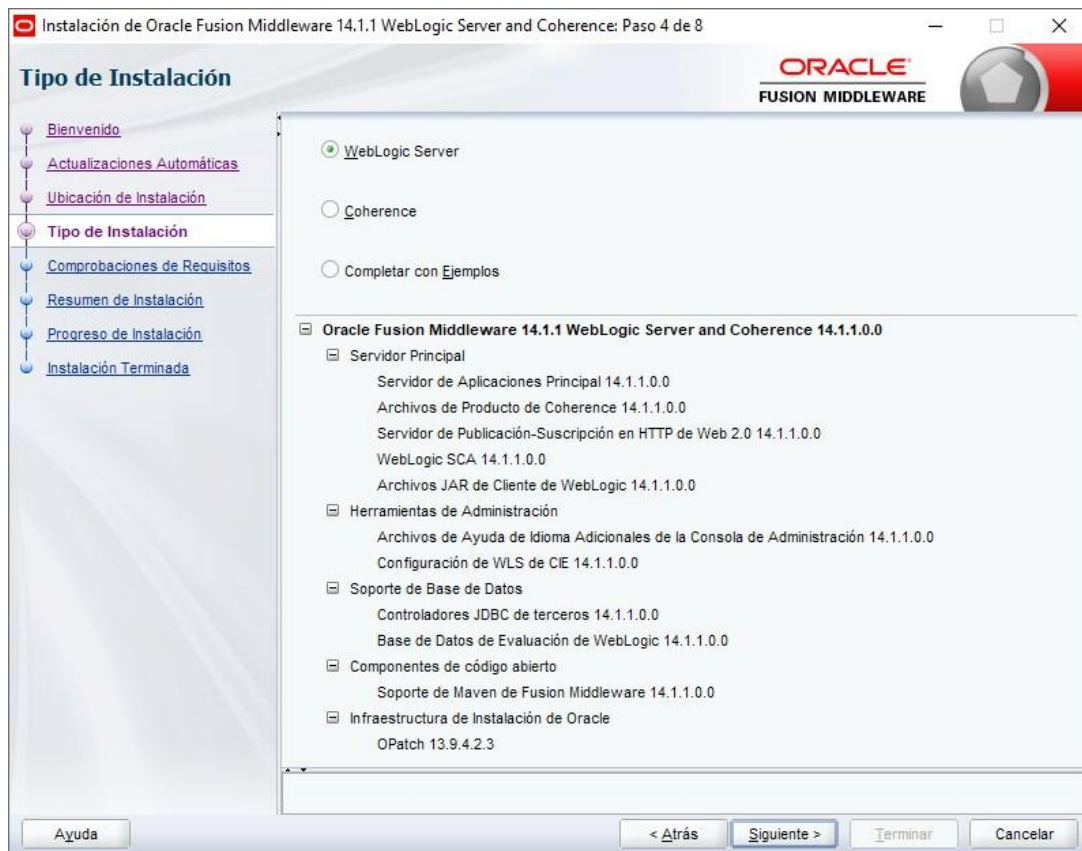 Instalación de Oracle Fusion Middleware 14.1.1 WebLogic Server and Coherence: Paso 4 de 8
Tipo de Instalación
ORACLE
FUSION MIDDLEWARE
Bienvenido
Actualizaciones Automáticas
Ubicación de Instalación
Tipo de Instalación
Comprobaciones de Requisitos
Resumen de Instalación
Progreso de Instalación
Instalación Terminada
WebLogic Server
Coherence
Completar con Ejemplos
Oracle Fusion Middleware 14.1.1 WebLogic Server and Coherence 14.1.1.0.0
Servidor Principal
Servidor de Aplicaciones Principal 14.1.1.0.0
Archivos de Producto de Coherence 14.1.1.0.0
Servidor de Publicación-Suscripción en HTTP de Web 2.0 14.1.1.0.0
WebLogic SCA 14.1.1.0.0
Archivos JAR de Cliente de WebLogic 14.1.1.0.0
Herramientas de Administración
Archivos de Ayuda de Idioma Adicionales de la Consola de Administración 14.1.1.0.0
Configuración de WLS de CIE 14.1.1.0.0
Soporte de Base de Datos
Controladores JDBC de terceros 14.1.1.0.0
Base de Datos de Evaluación de WebLogic 14.1.1.0.0
Componentes de código abierto
Soporte de Maven de Fusion Middleware 14.1.1.0.0
Infraestructura de Instalación de Oracle
OPatch 13.9.4.2.3
Ayuda
< Atrás
Siguiente >
Terminar
Cancelar